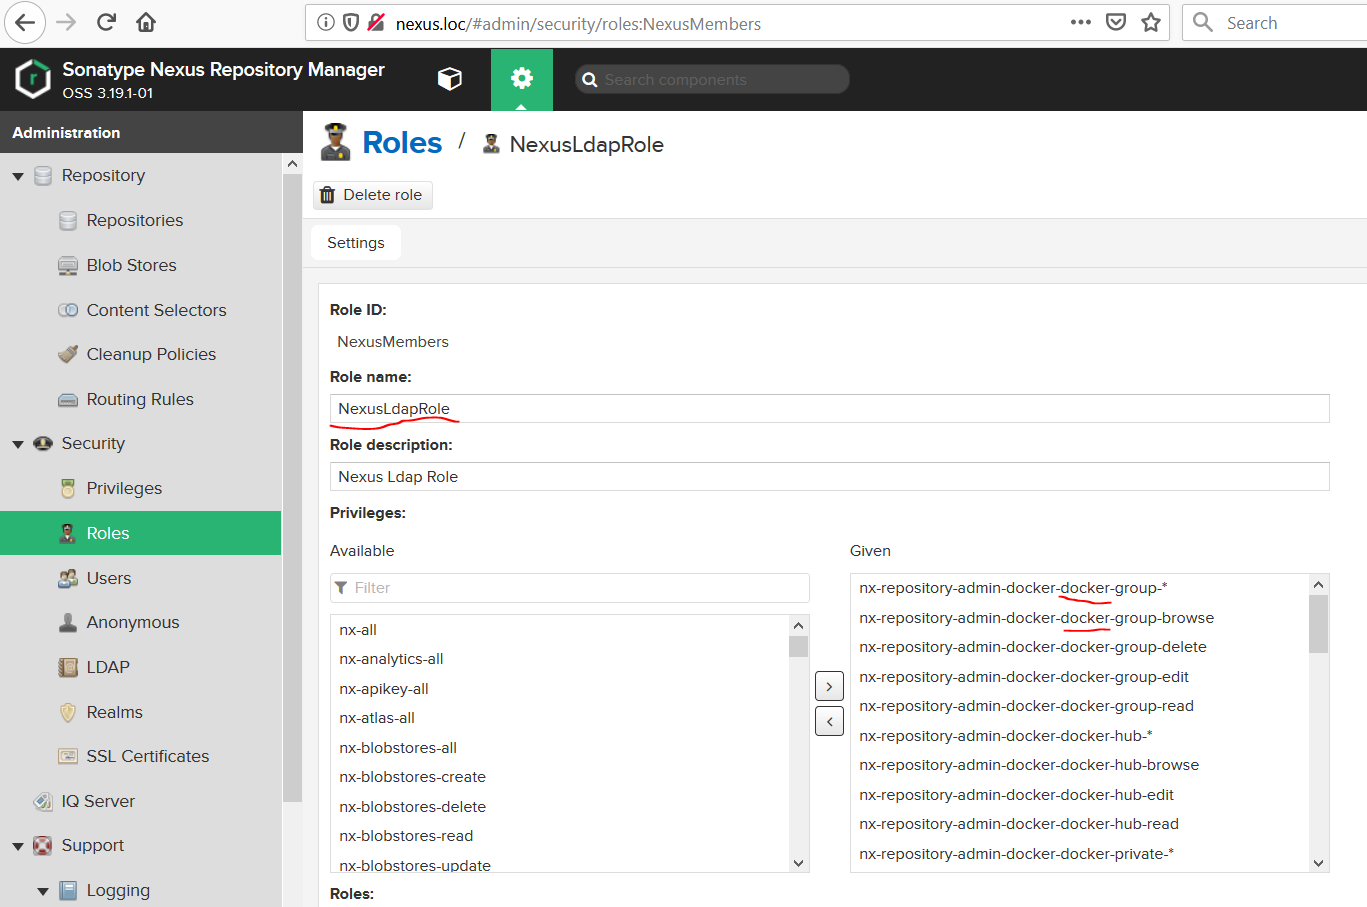 nexus.loc/#admin/security/roles:NexusMembers
Search
Sonatype Nexus Repository Manager
OSS 3.19.1-01
Search components
Administration
Repository
Repositories
Blob Stores
Content Selectors
Cleanup Policies
Routing Rules
Security
Privileges
Roles
Users
Anonymous
LDAP
Realms
SSL Certificates
IQ Server
Support
Logging
Roles / NexusLdapRole
Delete role
Settings
Role ID:
NexusMembers
Role name:
NexusLdapRole
Role description:
Nexus Ldap Role
Privileges:
Available
Filter
nx-all
nx-analytics-all
nx-apikey-all
nx-atlas-all
nx-blobstores-all
nx-blobstores-create
nx-blobstores-delete
nx-blobstores-read
nx-blobstores-update
Given
nx-repository-admin-docker-docker-group-*
nx-repository-admin-docker-docker-group-browse
nx-repository-admin-docker-docker-group-delete
nx-repository-admin-docker-docker-group-edit
nx-repository-admin-docker-docker-group-read
nx-repository-admin-docker-docker-hub-*
nx-repository-admin-docker-docker-hub-browse
nx-repository-admin-docker-docker-hub-edit
nx-repository-admin-docker-docker-hub-read
nx-repository-admin-docker-docker-private-*
Roles: